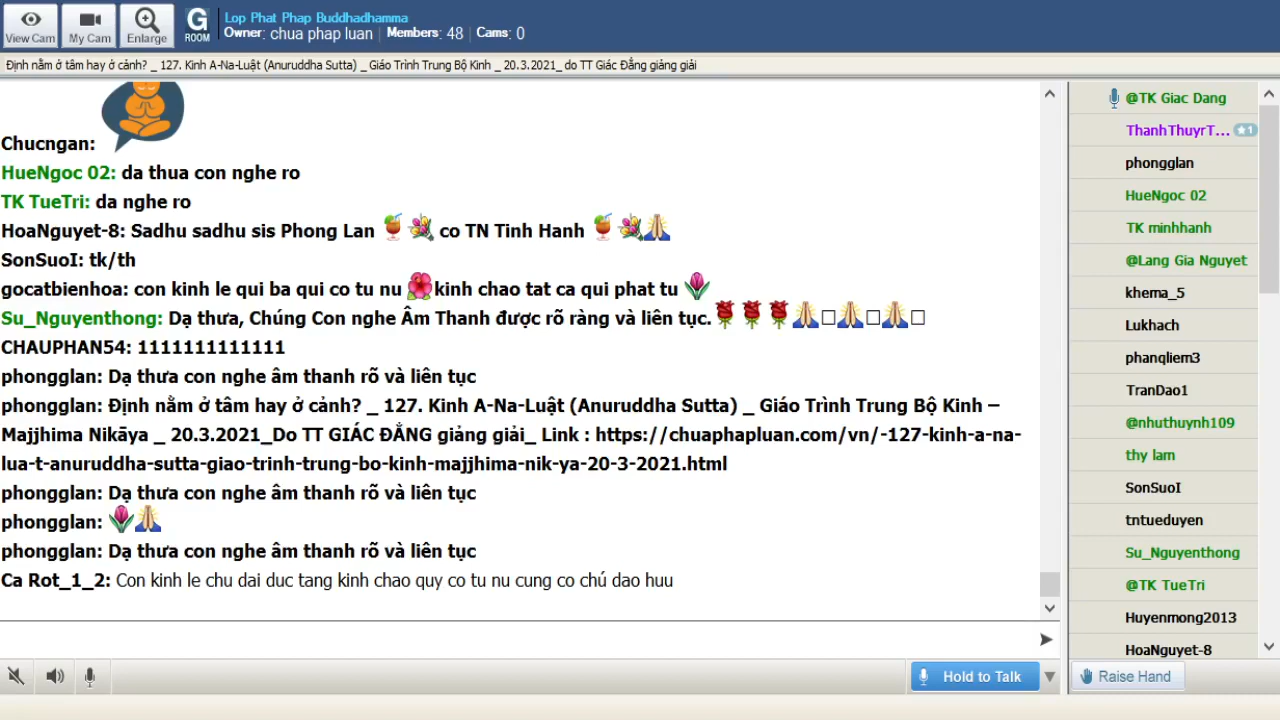 View Cam
My Cam
Enlarge
G
ROOM
Lop Phat Phap Buddhadhamma
Owner: chua phap luan | Members: 48 | Cams: 0
Định nằm ở tâm hay ở cảnh? _ 127. Kinh A-Na-Luật (Anuruddha Sutta) _ Giáo Trình Trung Bộ Kinh _ 20.3.2021_ do TT Giác Đẳng giảng giải
Chucngan:
HueNgoc 02: da thua con nghe ro
TK TueTri: da nghe ro
HoaNguyet-8: Sadhu sadhu sis Phong Lan co TN Tinh Hanh
SonSuoI: tk/th
gocatbienhoa: con kinh le qui ba qui co tu nu kinh chao tat ca qui phat tu
Su_Nguyenthong: Dạ thưa, Chúng Con nghe Âm Thanh được rõ ràng và liên tục.
CHAUPHAN54: 1111111111111
phongglan: Dạ thưa con nghe âm thanh rõ và liên tục
phongglan: Định nằm ở tâm hay ở cảnh? _ 127. Kinh A-Na-Luật (Anuruddha Sutta) _ Giáo Trình Trung Bộ Kinh –
Majjhima Nikāya _ 20.3.2021_Do TT GIÁC ĐẲNG giảng giải_ Link : https://chuaphapluan.com/vn/-127-kinh-a-na-
lua-t-anuruddha-sutta-giao-trinh-trung-bo-kinh-majjhima-nik-ya-20-3-2021.html
phongglan: Dạ thưa con nghe âm thanh rõ và liên tục
phongglan:
phongglan: Dạ thưa con nghe âm thanh rõ và liên tục
Ca Rot_1_2: Con kinh le chu dai duc tang kinh chao quy co tu nu cung co chú dao huu
Hold to Talk
@TK Giac Dang
ThanhThuyrT... 1
phongglan
HueNgoc 02
TK minhhanh
@Lang Gia Nguyet
khema_5
Lukhach
phanqliem3
TranDao1
@nhuthuynh109
thy lam
SonSuoI
tntueduyen
Su_Nguyenthong
@TK TueTri
Huyenmong2013
HoaNguyet-8
Raise Hand